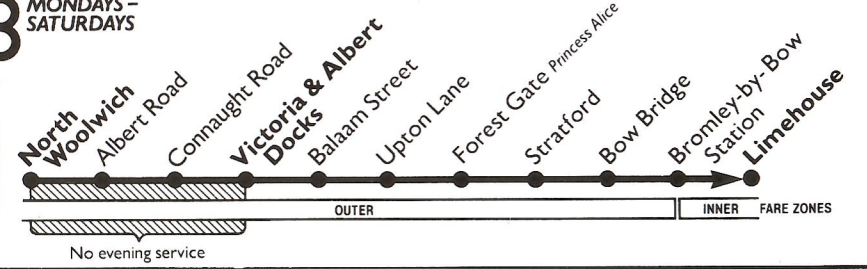 MONDAYS –
SATURDAYS
North
Woolwich
Albert Road
Connaught Road
Victoria & Albert
Docks
Balaam Street
Upton Lane
Forest Gate Princess Alice
Stratford
Bow Bridge
Bromley-by-Bow
Station
Limehouse
OUTER
INNER
FARE ZONES
No evening service